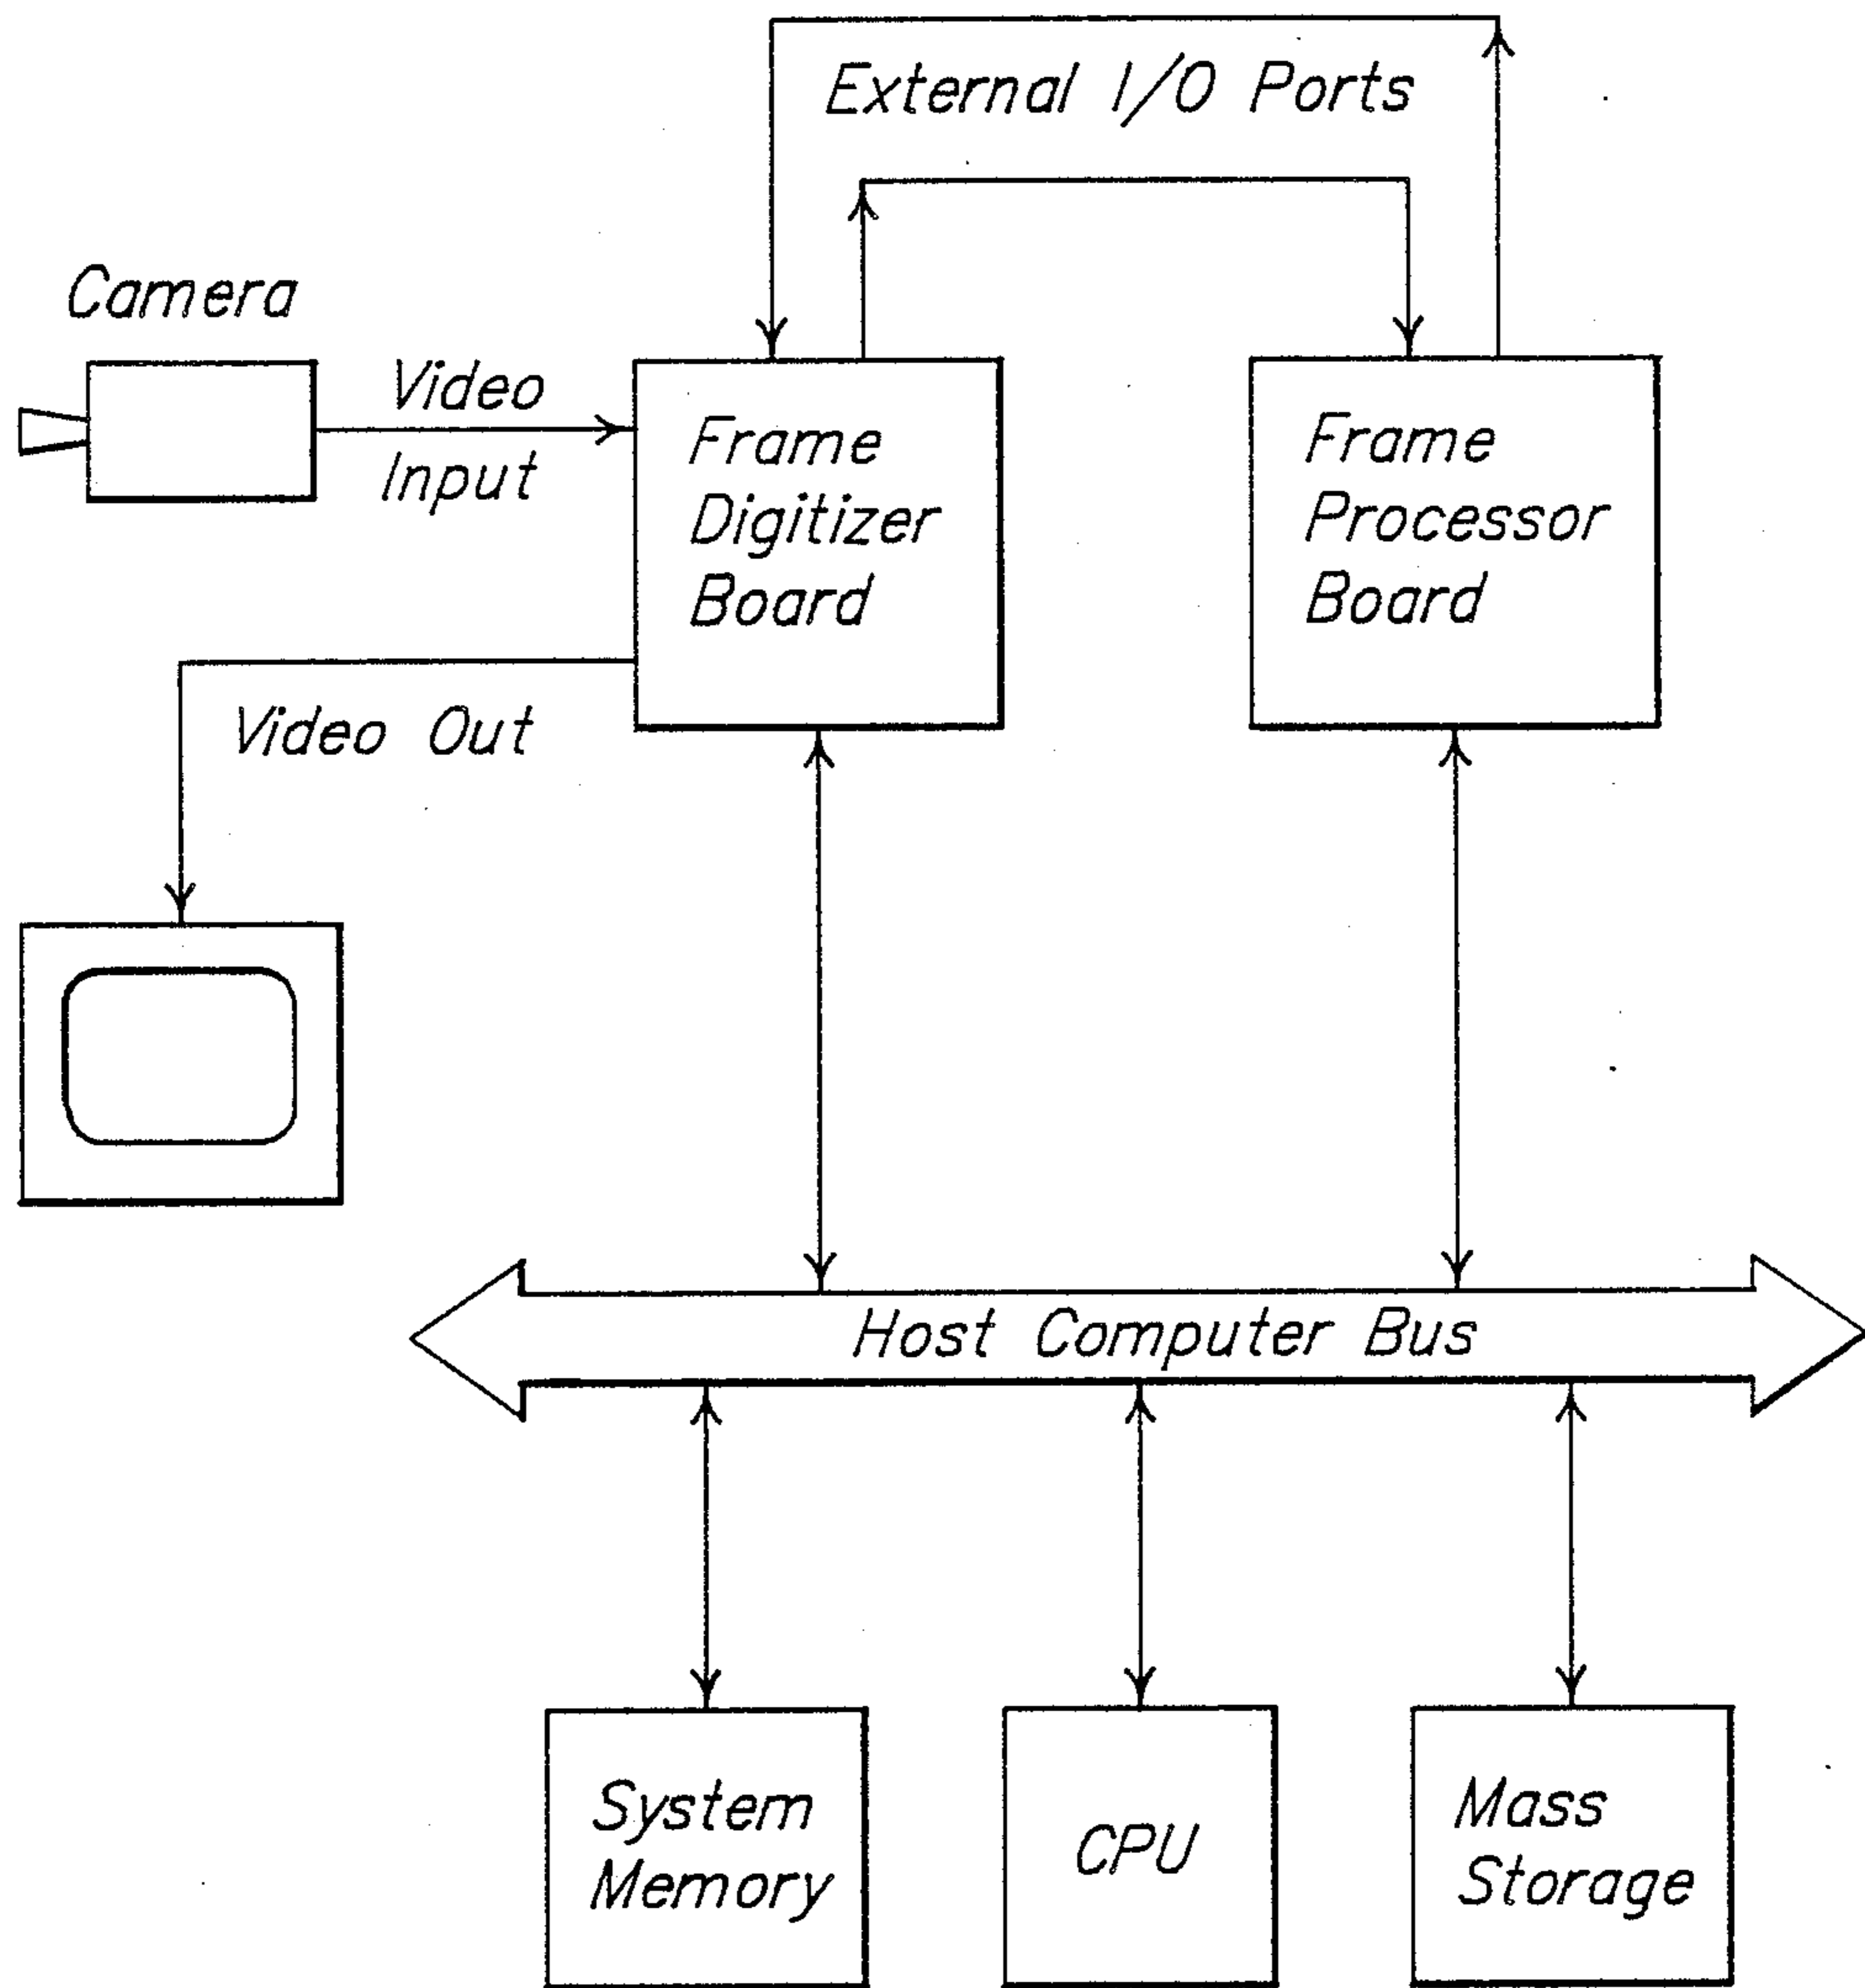 External I/O Ports
Camera
Video
Input
Frame
Digitizer
Board
Frame
Processor
Board
Video Out
Host Computer Bus
System
Memory
CPU
Mass
Storage